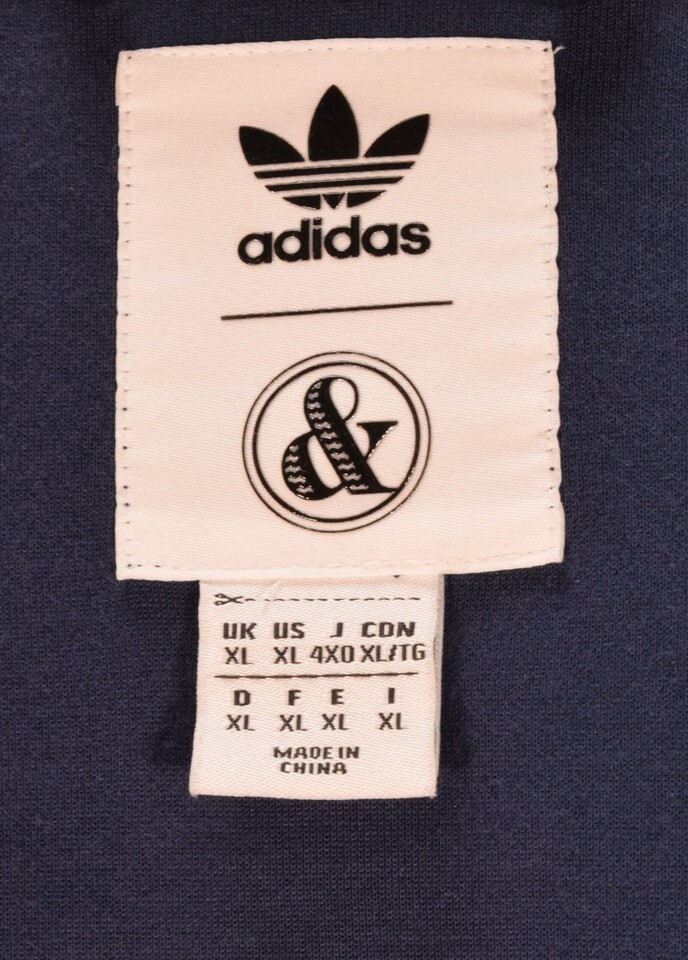 adidas
&
UK US J CDN
XL XL 4XO XL/TG
D F E I
XL XL XL XL
MADE IN
CHINA